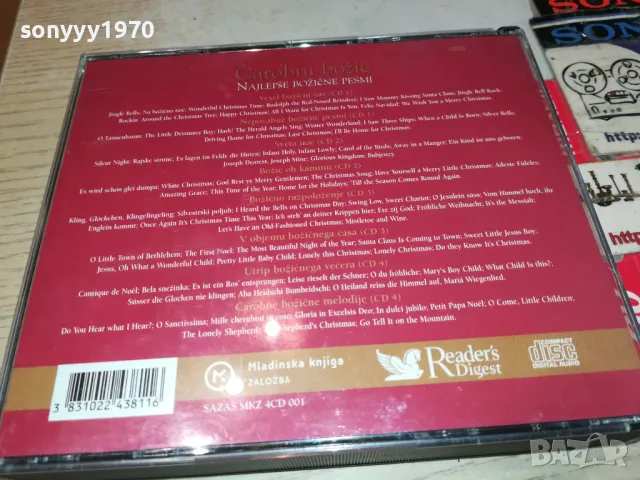 sonyyy1970
Čarobni božič
NAJLEPŠE BOŽIČNE PESMI
Vesel božični čas (CD 1)
Jingle Bells; Na božično noč; Wonderful Christmas Time; Rudolph the Red-Nosed Reindeer; I Saw Mommy Kissing Santa Claus; Jingle Bell Rock;
Rockin' Around the Christmas Tree; Happy Christmas; All I Want for Christmas Is You; Feliz Navidad; We Wish You a Merry Christmas.
Nepozabne božične pesmi (CD 1)
O Tannenbaum; The Little Drummer Boy; Hark! The Herald Angels Sing; Winter Wonderland; I Saw Three Ships; When a Child Is Born; Silver Bells;
Driving Home for Christmas; Last Christmas; I'll Be Home for Christmas.
Sveta noč (CD 2)
Silent Night; Rajske strune; Es lagen im Felde die Hirten; Infant Holy, Infant Lowly; Carol of the Birds; Away in a Manger; Ein Kind ist uns geboren;
Joseph Dearest, Joseph Mine; Glorious Kingdom;
Božič ob kaminu (CD 2)
Es wird schon glei dumpa; White Christmas; God Rest ye Merry Gentlemen; The Christmas Song; Have Yourself a Merry Little Christmas; Adeste Fideles;
Amazing Grace; This Time of the Year; Home for the Holidays; 'Till the Season Comes Round Again.
Božično razpoloženje (CD 3)
Kling, Glöckchen, Klingelingeling; Silvestrski poljub; I Heard the Bells on Christmas Day; Swing Low, Sweet Chariot; O Jesulein süss; Vom Himmel hoch, ihr
Englein kommt; Once Again It's Christmas Time This Year; Ich steh' an deiner Krippen hier; Ere zij God; Fröhliche Weihnacht; It's the Messiah;
Let's Have an Old-Fashioned Christmas; Mistletoe and Wine.
V objemu božičnega časa (CD 3)
O Little Town of Bethlehem; The First Noel; The Most Beautiful Night of the Year; Santa Claus Is Coming to Town; Sweet Little Jesus Boy;
Jesus, Oh What a Wonderful Child; Pretty Little Baby Child; Lonely this Christmas; Lonely Shepherd; Do they Know It's Christmas.
Utrip božičnega večera (CD 4)
Cantique de Noël; Bela snežinka; Es ist ein Ros' entsprungen; Leise rieselt der Schnee; O du fröhliche; Mary's Boy Child; What Child Is this?;
Süsser die Glocken nie klingen; Aba Heidschi Bumbeidschi; O Heiland reiss die Himmel auf; Maria Wiegenlied.
Čarobne božične melodije (CD 4)
Do You Hear what I Hear?; O Sanctissima; Mille cherubini in coro; Gloria in Excelsis Deo; In dulci jubilo; Petit Papa Noël; O Come, Little Children;
The Lonely Shepherd; Shepherd's Christmas; Go Tell It on the Mountain.
3 831022 438116
Mladinska knjiga
ZALOŽBA
Reader's
Digest
COMPACT
disc
DIGITAL AUDIO
SAZAS MKZ 4CD 001
BAZAR.bg